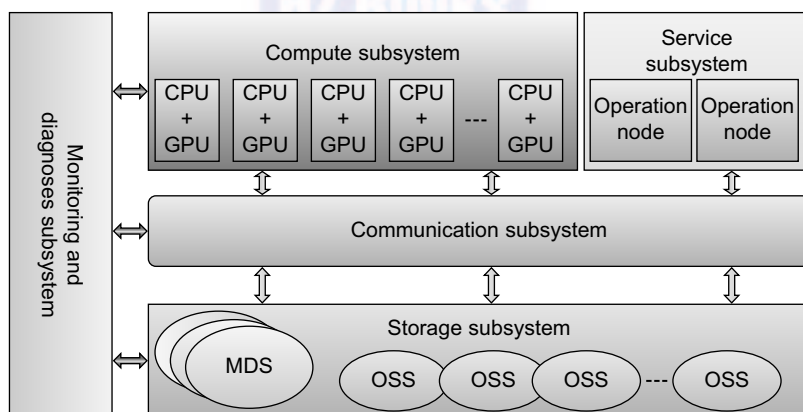 Compute subsystem
Service
subsystem
CPU
+
GPU
CPU
+
GPU
CPU
+
GPU
CPU
+
GPU
---
CPU
+
GPU
Operation
node
Operation
node
Monitoring and
diagnoses subsystem
Communication subsystem
Storage subsystem
MDS
OSS
OSS
OSS
---
OSS